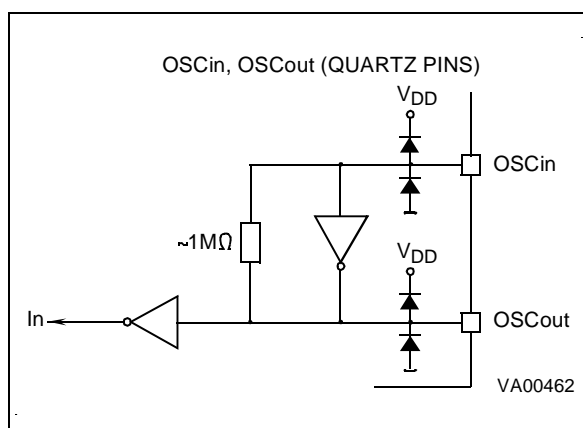 OSCin, OSCout (QUARTZ PINS)
VDD
OSCin
~1MΩ
VDD
In
OSCout
VA00462